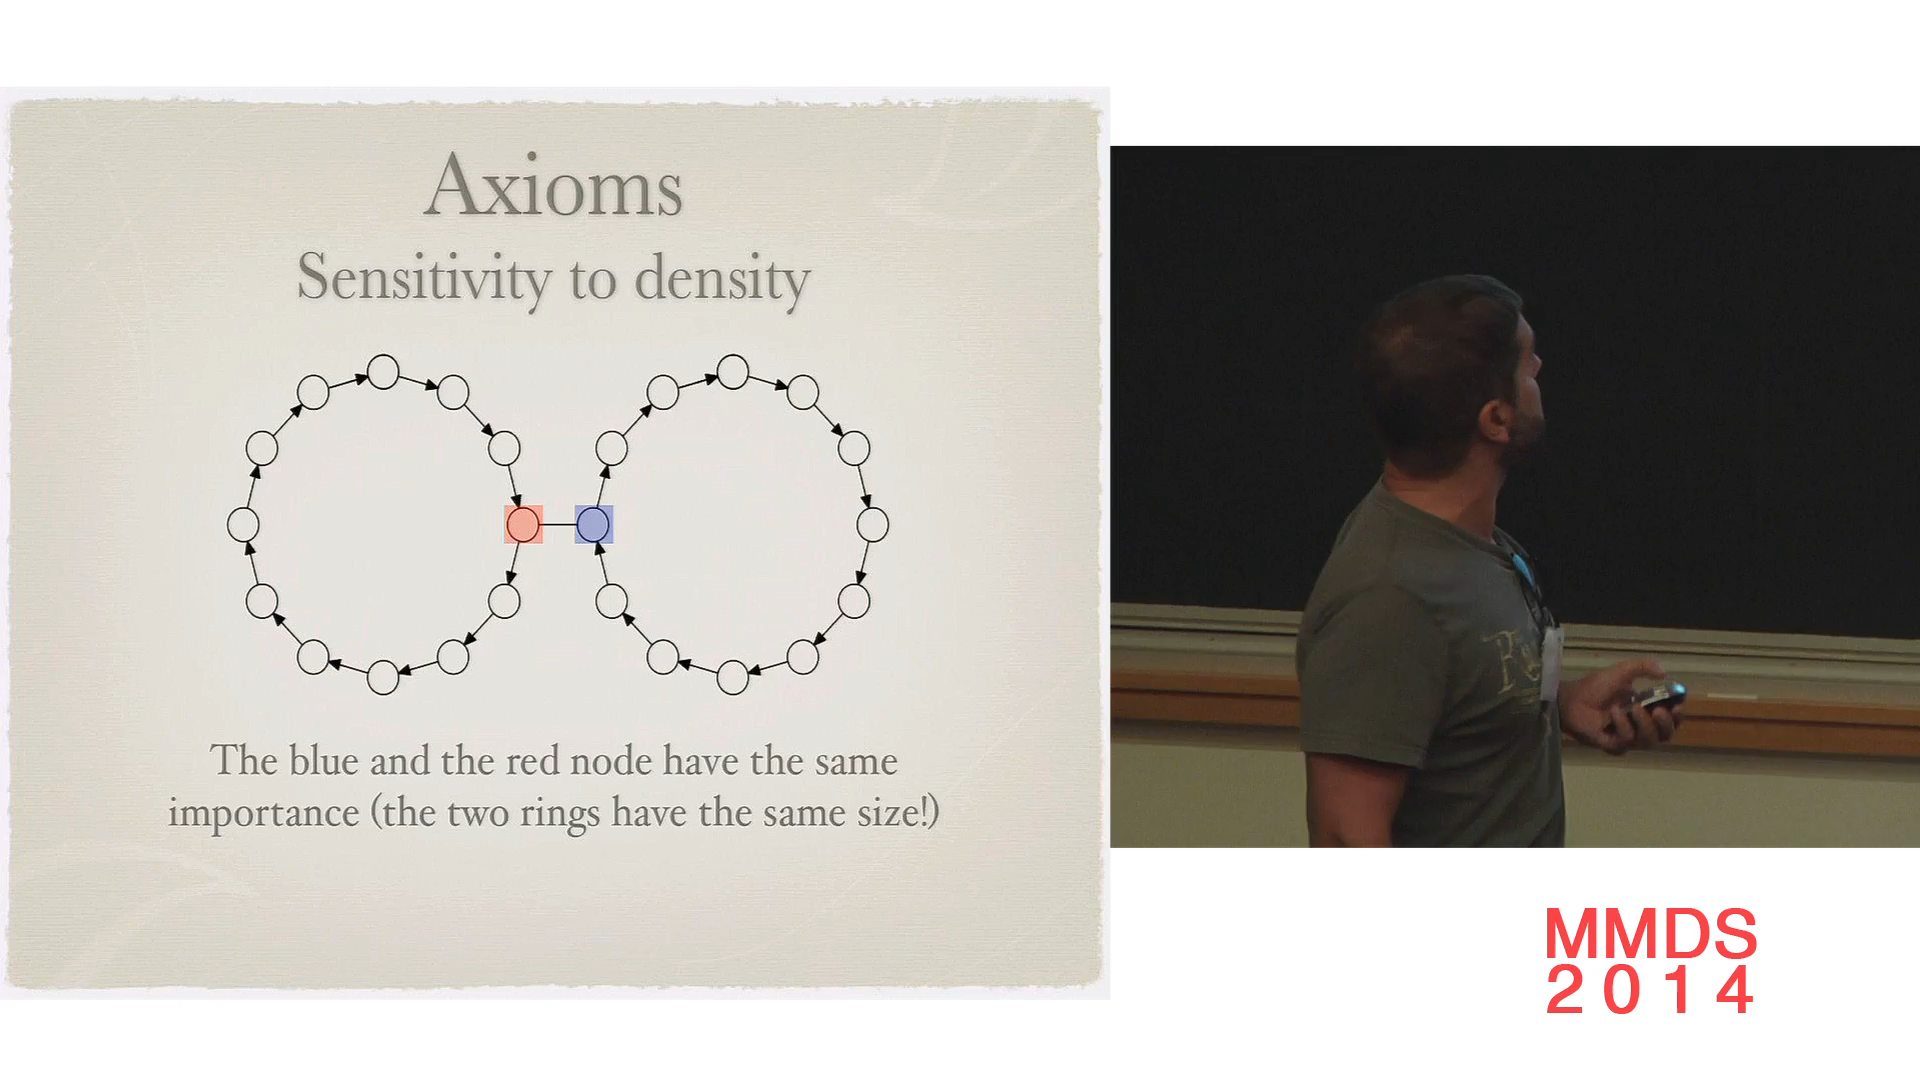 Axioms
Sensitivity to density
The blue and the red node have the same
importance (the two rings have the same size!)
MMDS
2014